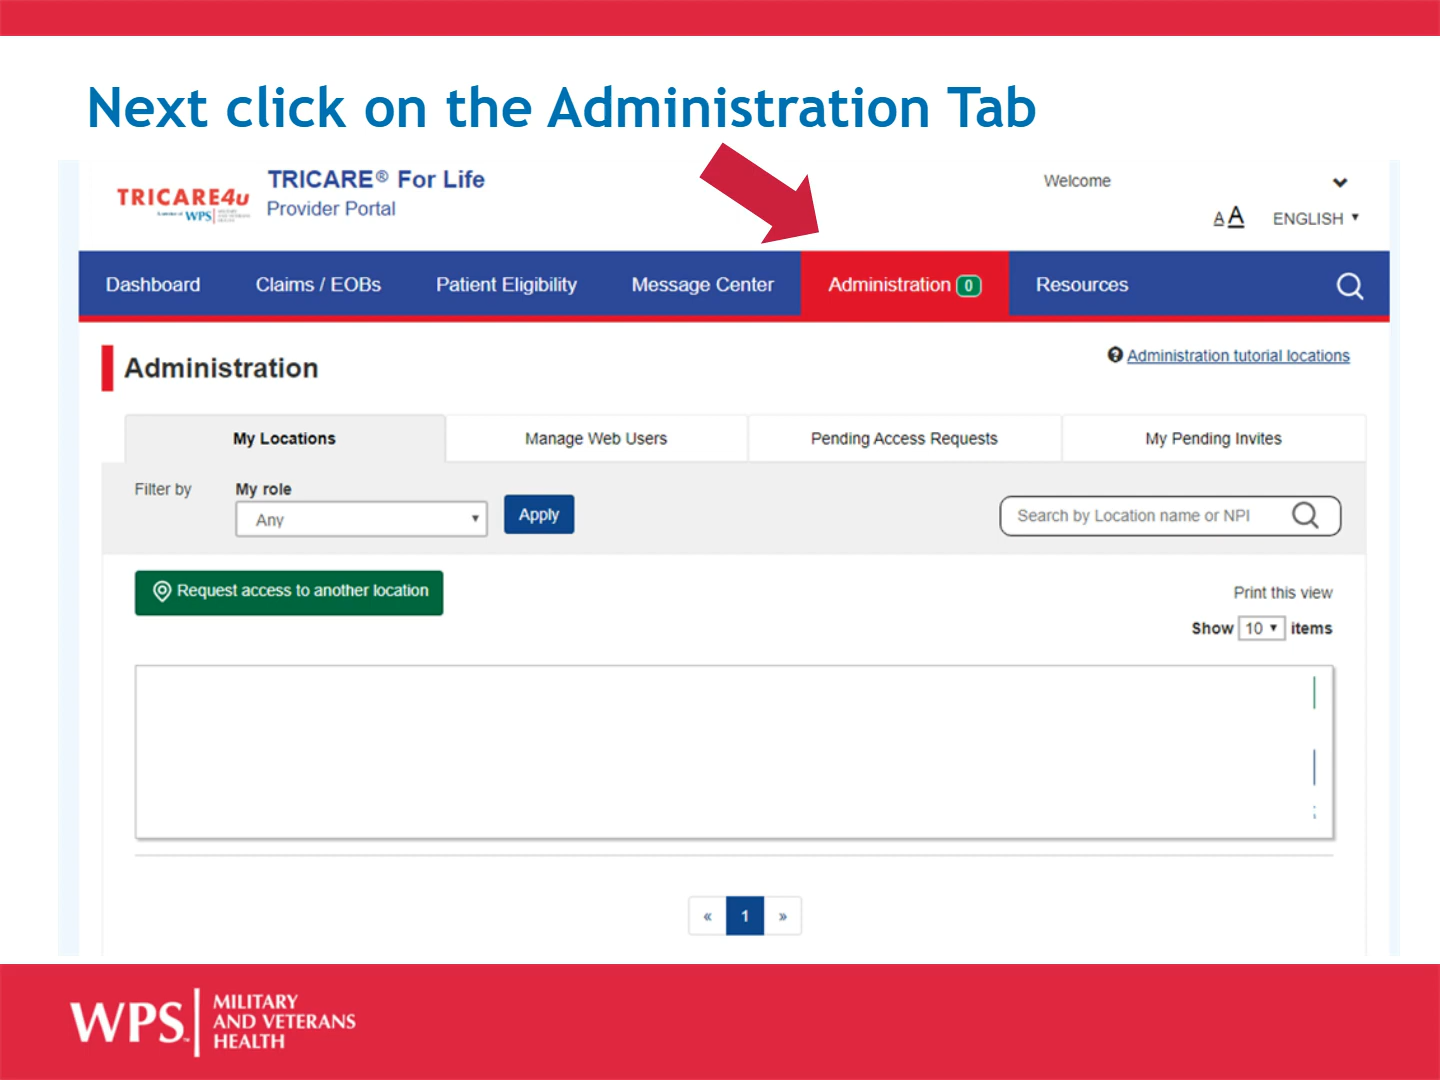 Next click on the Administration Tab
TRICARE4u
WPS
TRICARE® For Life
Provider Portal
Welcome
A A ENGLISH
Dashboard Claims / EOBs Patient Eligibility Message Center Administration 0 Resources
Administration
Administration tutorial locations
My Locations Manage Web Users Pending Access Requests My Pending Invites
Filter by My role
Any Apply Search by Location name or NPI
Request access to another location
Print this view
Show 10 items
« 1 »
WPS™
MILITARY
AND VETERANS
HEALTH